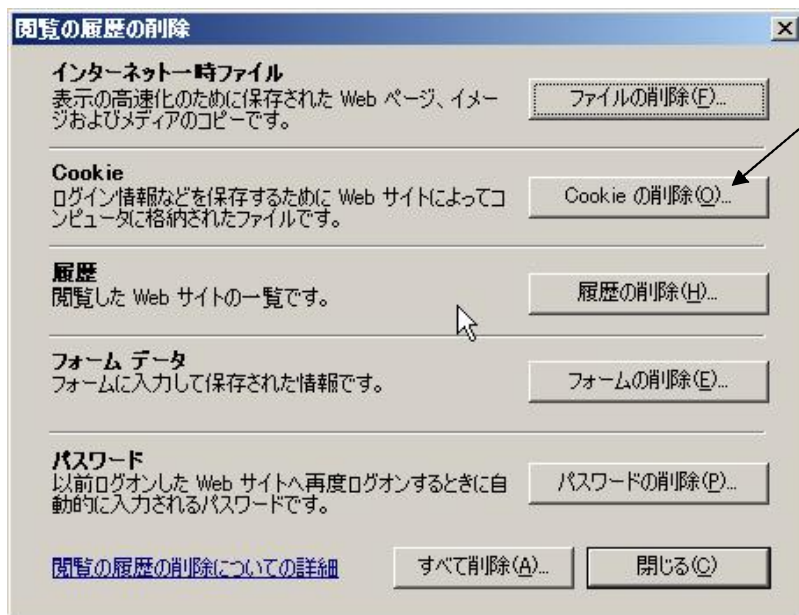 閲覧の履歴の削除
インターネット一時ファイル
表示の高速化のために保存された Web ページ、イメー
ジおよびメディアのコピーです。
ファイルの削除(F)...
Cookie
ログイン情報などを保存するために Web サイトによってコ
ンピュータに格納されたファイルです。
Cookie の削除(O)...
履歴
閲覧した Web サイトの一覧です。
履歴の削除(H)...
フォーム データ
フォームに入力して保存された情報です。
フォームの削除(E)...
パスワード
以前ログオンした Web サイトへ再度ログオンするときに自
動的に入力されるパスワードです。
パスワードの削除(P)...
閲覧の履歴の削除についての詳細
すべて削除(A)...
閉じる(C)